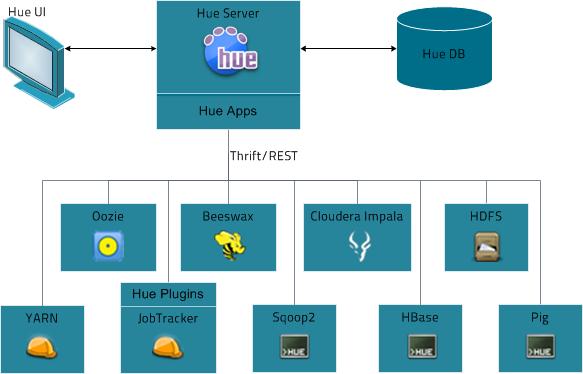 Hue UI
Hue Server
hue
Hue DB
Hue Apps
Thrift/REST
Oozie
Beeswax
Cloudera Impala
HDFS
Hue Plugins
YARN
JobTracker
Sqoop2
>HUE
HBase
>HUE
Pig
>HUE